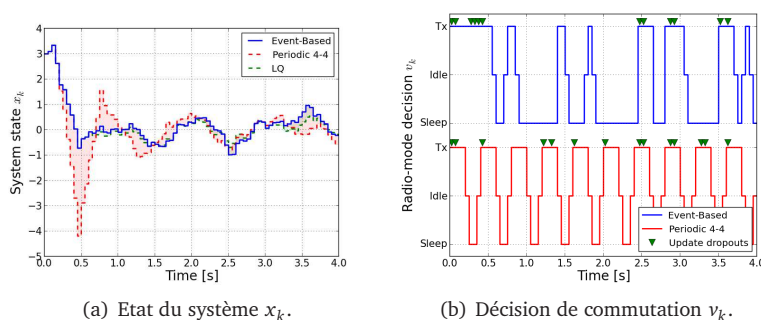 System state xₖ
4
3
2
1
0
−1
−2
−3
−4
−5
Event-Based
Periodic 4-4
LQ
0.0 0.5 1.0 1.5 2.0 2.5 3.0 3.5 4.0
Time [s]
(a) Etat du système xₖ.
Radio-mode decision vₖ
Tx
Idle
Sleep
Tx
Idle
Sleep
Event-Based
Periodic 4-4
Update dropouts
0.0 0.5 1.0 1.5 2.0 2.5 3.0 3.5 4.0
Time [s]
(b) Décision de commutation vₖ.